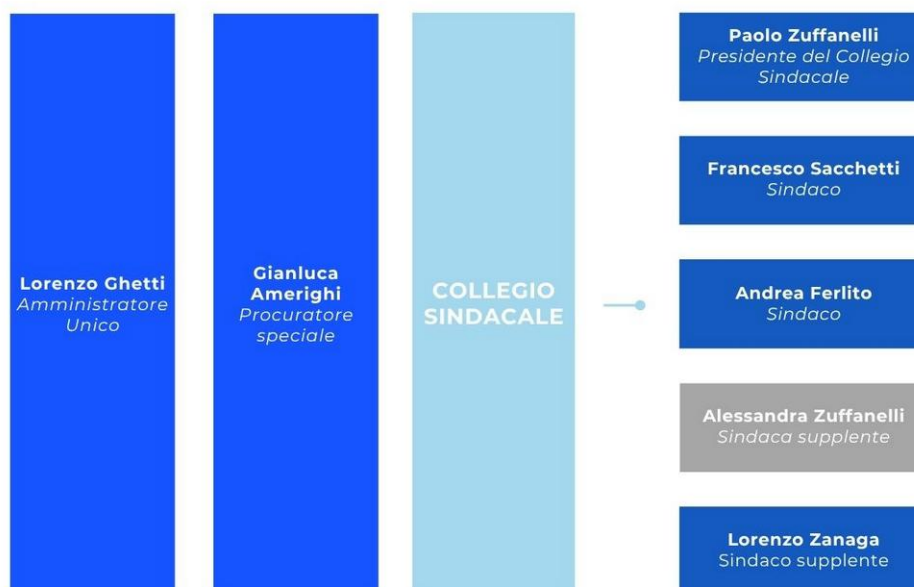 Lorenzo Ghetti
Amministratore
Unico
Gianluca
Amerighi
Procuratore
speciale
COLLEGIO
SINDACALE
Paolo Zuffanelli
Presidente del Collegio
Sindacale
Francesco Sacchetti
Sindaco
Andrea Ferlito
Sindaco
Alessandra Zuffanelli
Sindaca supplente
Lorenzo Zanaga
Sindaco supplente